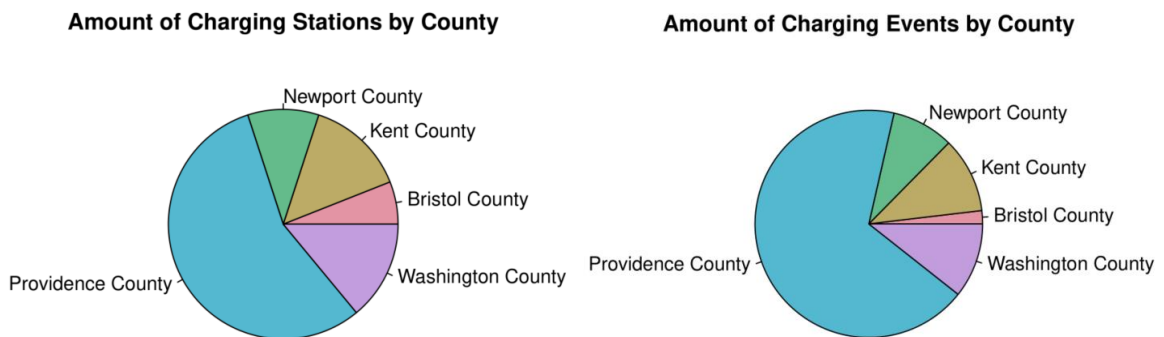 Amount of Charging Stations by County
Newport County
Kent County
Bristol County
Providence County
Washington County
Amount of Charging Events by County
Newport County
Kent County
Bristol County
Providence County
Washington County